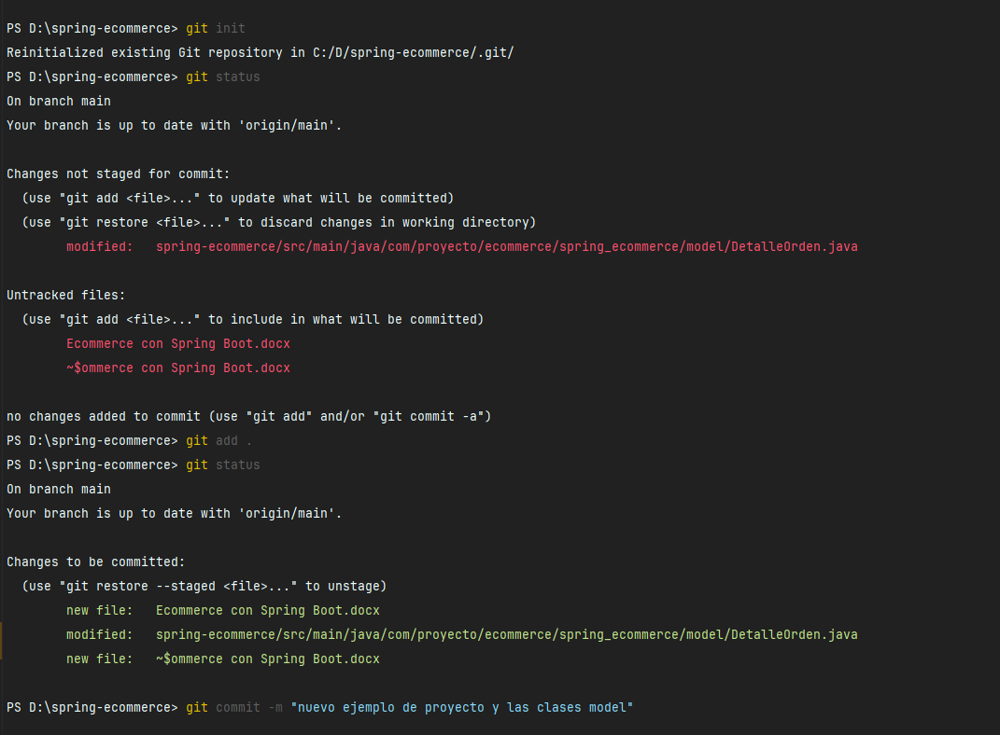 PS D:\spring-ecommerce> git init
Reinitialized existing Git repository in C:/D/spring-ecommerce/.git/
PS D:\spring-ecommerce> git status
On branch main
Your branch is up to date with 'origin/main'.
Changes not staged for commit:
  (use "git add <file>..." to update what will be committed)
  (use "git restore <file>..." to discard changes in working directory)
        modified:   spring-ecommerce/src/main/java/com/proyecto/ecommerce/spring_ecommerce/model/DetalleOrden.java
Untracked files:
  (use "git add <file>..." to include in what will be committed)
        Ecommerce con Spring Boot.docx
        ~$ommerce con Spring Boot.docx
no changes added to commit (use "git add" and/or "git commit -a")
PS D:\spring-ecommerce> git add .
PS D:\spring-ecommerce> git status
On branch main
Your branch is up to date with 'origin/main'.
Changes to be committed:
  (use "git restore --staged <file>..." to unstage)
        new file:   Ecommerce con Spring Boot.docx
        modified:   spring-ecommerce/src/main/java/com/proyecto/ecommerce/spring_ecommerce/model/DetalleOrden.java
        new file:   ~$ommerce con Spring Boot.docx
PS D:\spring-ecommerce> git commit -m "nuevo ejemplo de proyecto y las clases model"